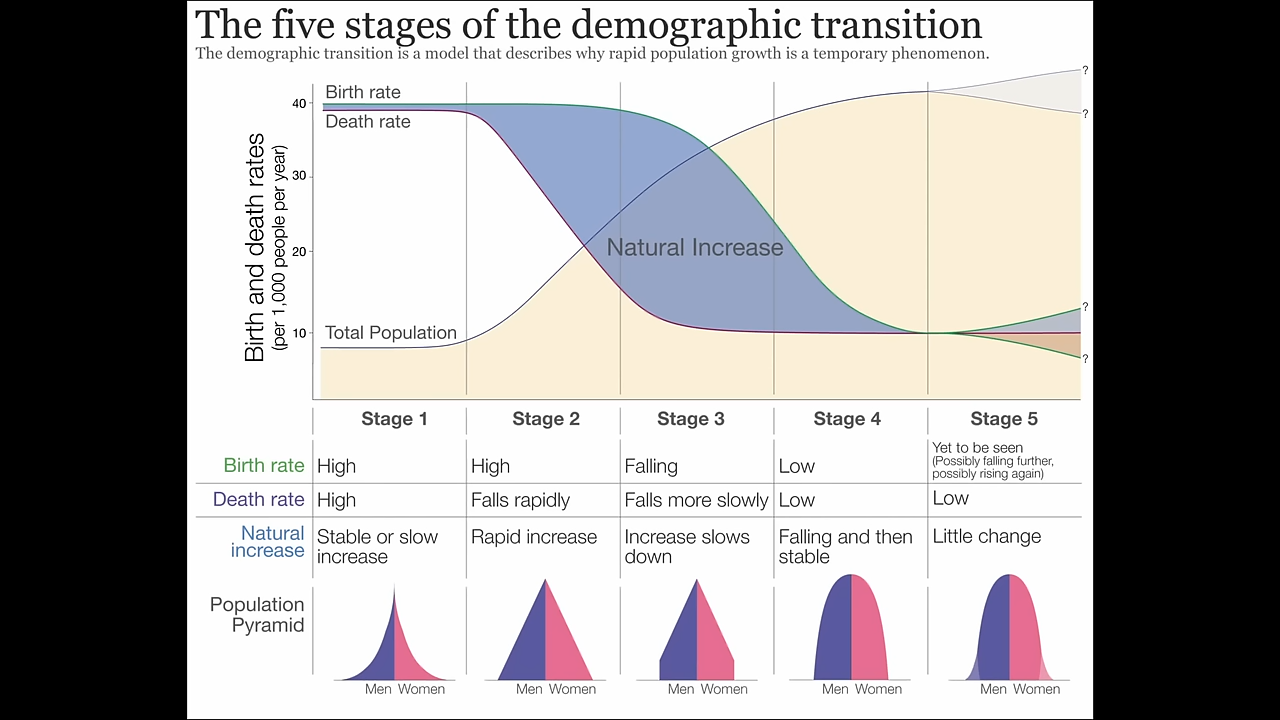 The five stages of the demographic transition
The demographic transition is a model that describes why rapid population growth is a temporary phenomenon.
Birth and death rates
(per 1,000 people per year)
40
30
20
10
Birth rate
Death rate
Natural Increase
Total Population
?
?
?
?
Stage 1
Stage 2
Stage 3
Stage 4
Stage 5
Birth rate
High
High
Falling
Low
Yet to be seen
(Possibly falling further,
possibly rising again)
Death rate
High
Falls rapidly
Falls more slowly
Low
Low
Natural
increase
Stable or slow
increase
Rapid increase
Increase slows
down
Falling and then
stable
Little change
Population
Pyramid
Men Women
Men Women
Men Women
Men Women
Men Women